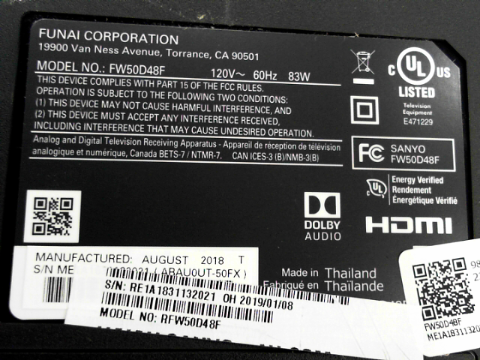 FUNAI CORPORATION
19900 Van Ness Avenue, Torrance, CA 90501
MODEL NO.: FW50D48F 120V~ 60Hz 83W
THIS DEVICE COMPLIES WITH PART 15 OF THE FCC RULES.
OPERATION IS SUBJECT TO THE FOLLOWING TWO CONDITIONS:
(1) THIS DEVICE MAY NOT CAUSE HARMFUL INTERFERENCE, AND
(2) THIS DEVICE MUST ACCEPT ANY INTERFERENCE RECEIVED,
INCLUDING INTERFERENCE THAT MAY CAUSE UNDESIRED OPERATION.
Analog and Digital Television Receiving Apparatus - Appareil de réception de télévision
analogique et numérique, Canada BETS-7 / NTMR-7. CAN ICES-3 (B)/NMB-3(B)
C UL US
LISTED
Television
Equipment
E471229
FC SANYO
FW50D48F
UL Energy Verified
Rendement
Énergétique Vérifié
DOLBY
AUDIO
HDMI
MANUFACTURED: AUGUST 2018 T
S/N ME (ARAU0UT-50FX)
Made in Thailand
Fabriqué en Thaïlande
S/N: RE1A1831132021 OH 2019/01/08
MODEL NO: RFW50D48F
FW50D48F